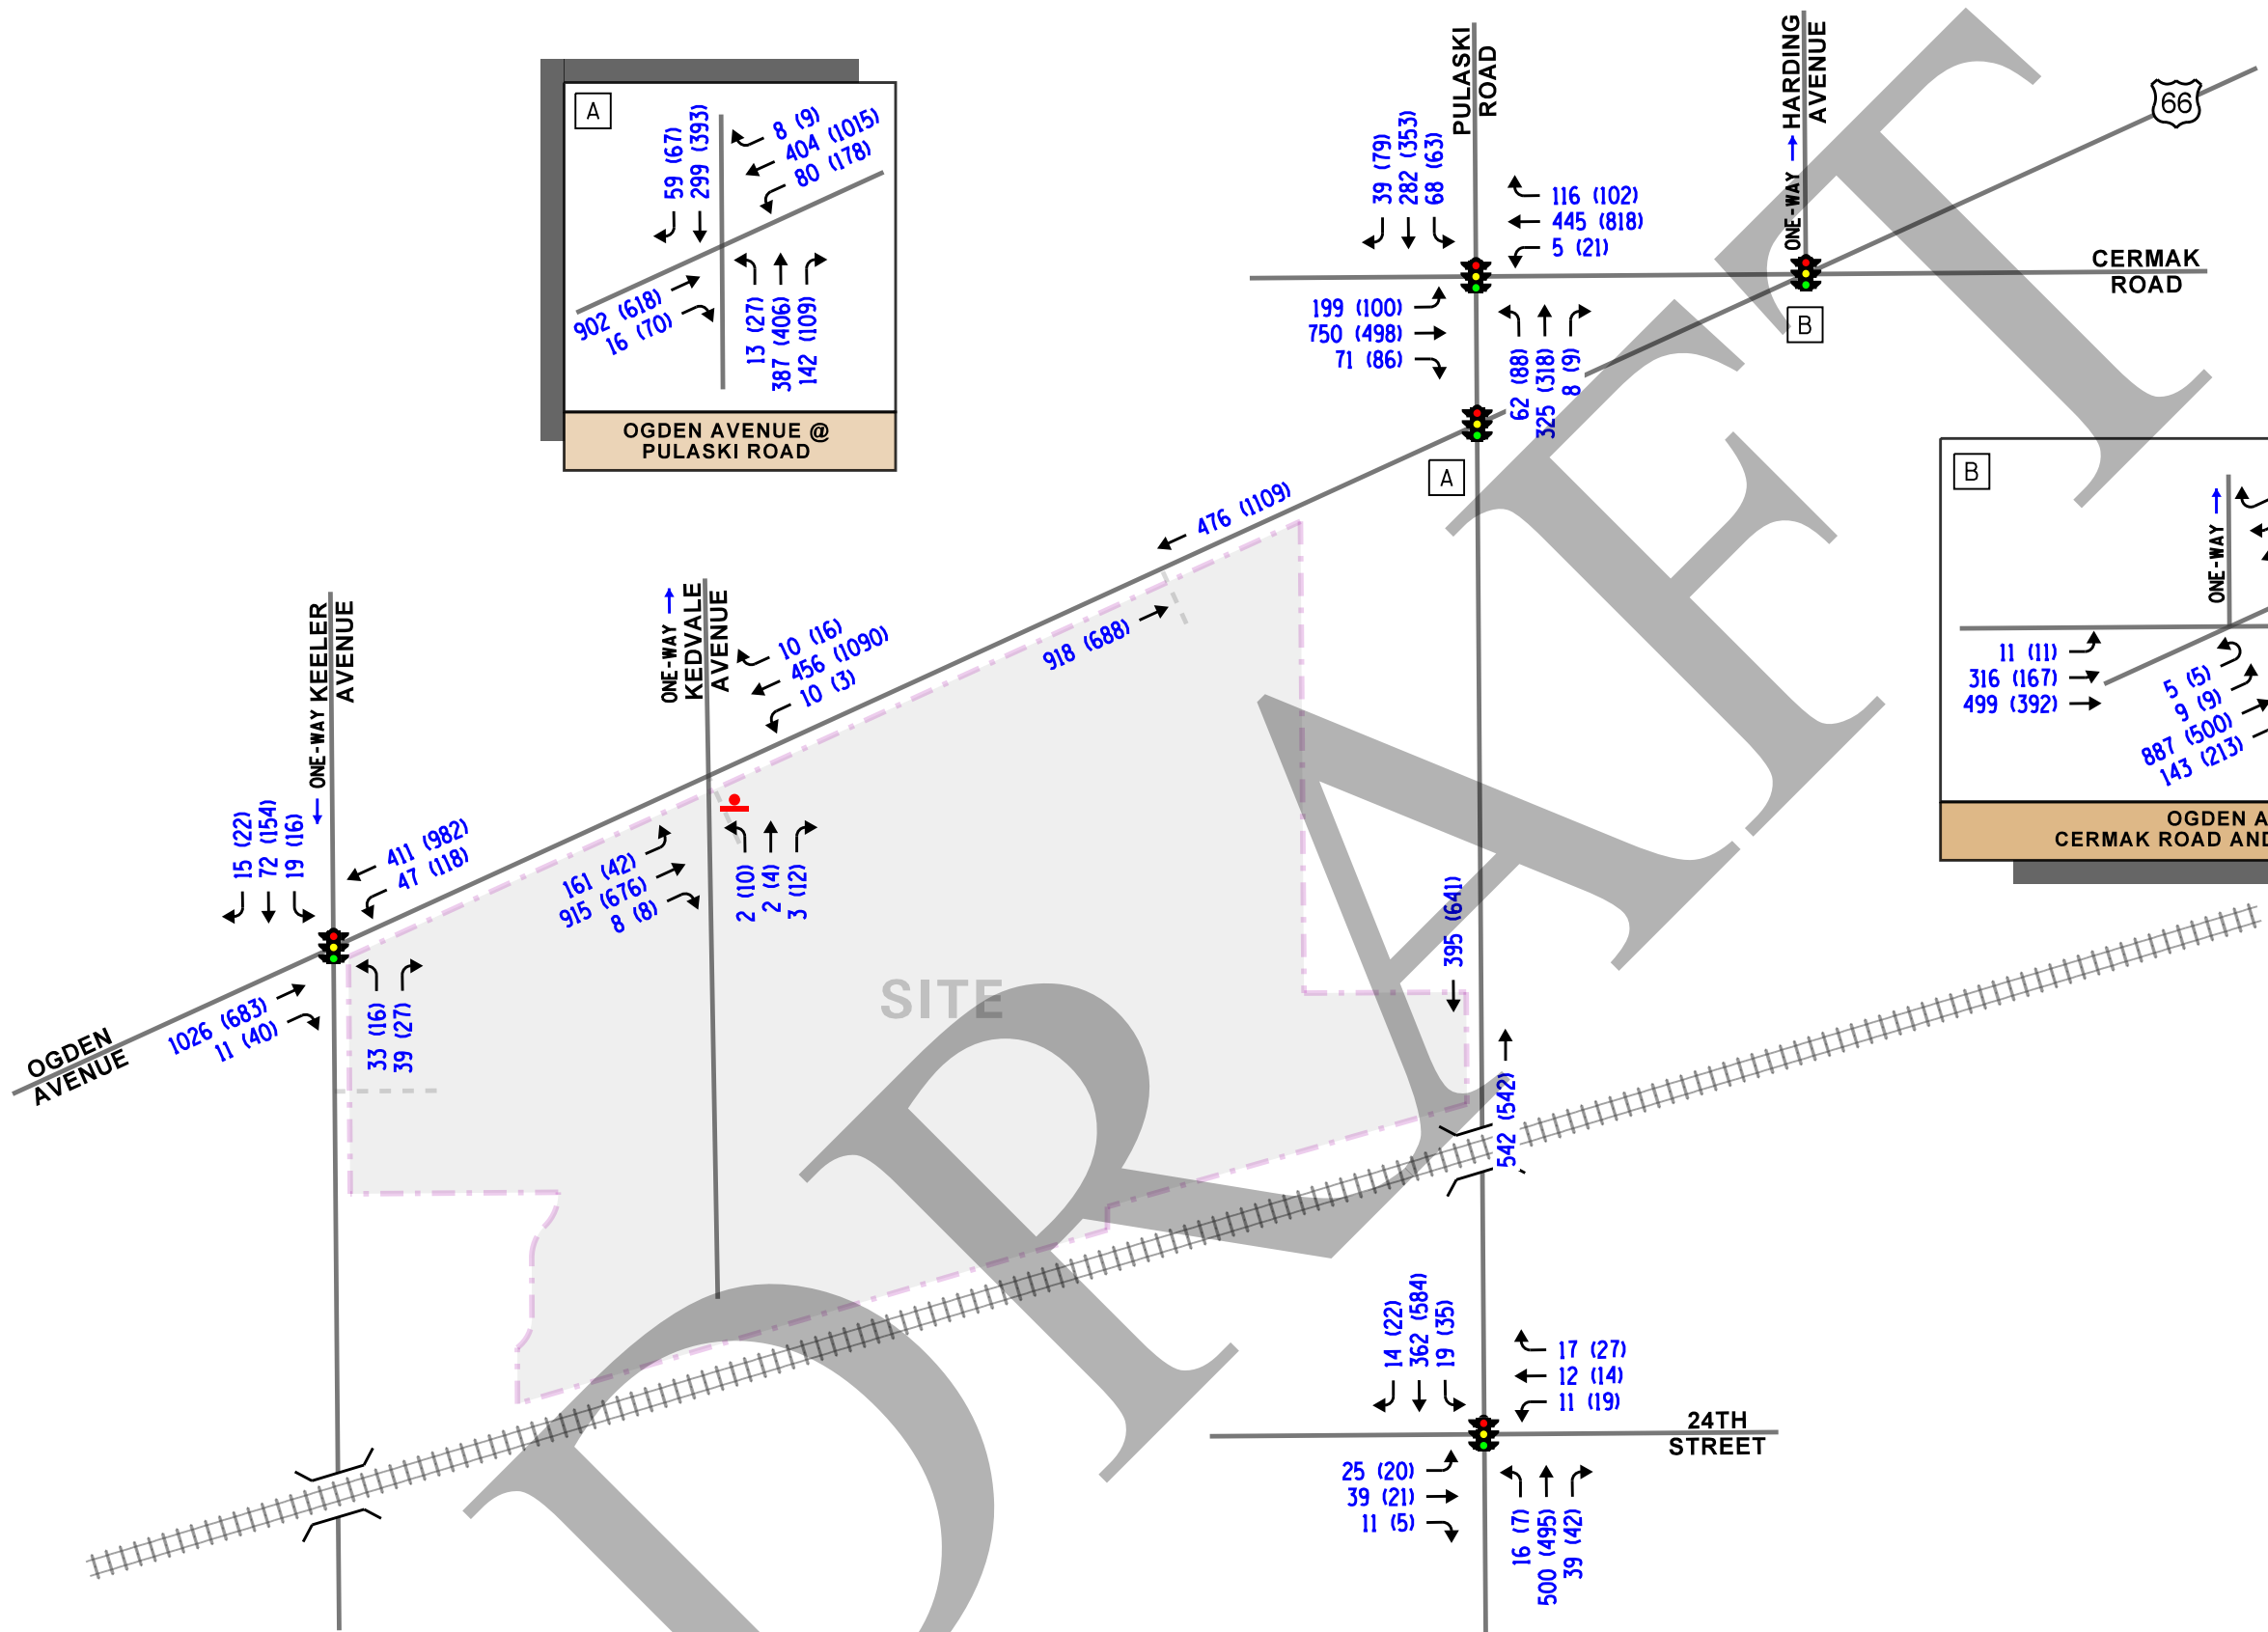 A
59 (67)
299 (393)
8 (9)
404 (1015)
80 (178)
902 (618)
16 (70)
13 (27)
387 (406)
142 (109)
OGDEN AVENUE @
PULASKI ROAD
PULASKI
ROAD
39 (79)
282 (353)
68 (63)
116 (102)
445 (818)
5 (21)
199 (100)
750 (498)
71 (86)
62 (88)
325 (318)
8 (9)
ONE-WAY HARDING
AVENUE
66
CERMAK
ROAD
B
A
B
ONE-WAY
11 (11)
316 (167)
499 (392)
5 (5)
9 (9)
887 (500)
143 (213)
OGDEN A
CERMAK ROAD AND
476 (1109)
918 (688)
ONE-WAY
KEDVALE
AVENUE
10 (16)
456 (1090)
10 (3)
161 (42)
915 (676)
8 (8)
2 (10)
2 (4)
3 (12)
ONE-WAY KEELER
AVENUE
15 (22)
72 (154)
19 (16)
411 (982)
47 (118)
1026 (683)
11 (40)
33 (16)
39 (27)
OGDEN
AVENUE
SITE
395 (641)
542 (542)
14 (22)
362 (584)
19 (35)
17 (27)
12 (14)
11 (19)
24TH
STREET
25 (20)
39 (21)
11 (5)
16 (7)
500 (495)
39 (42)
DRAFT